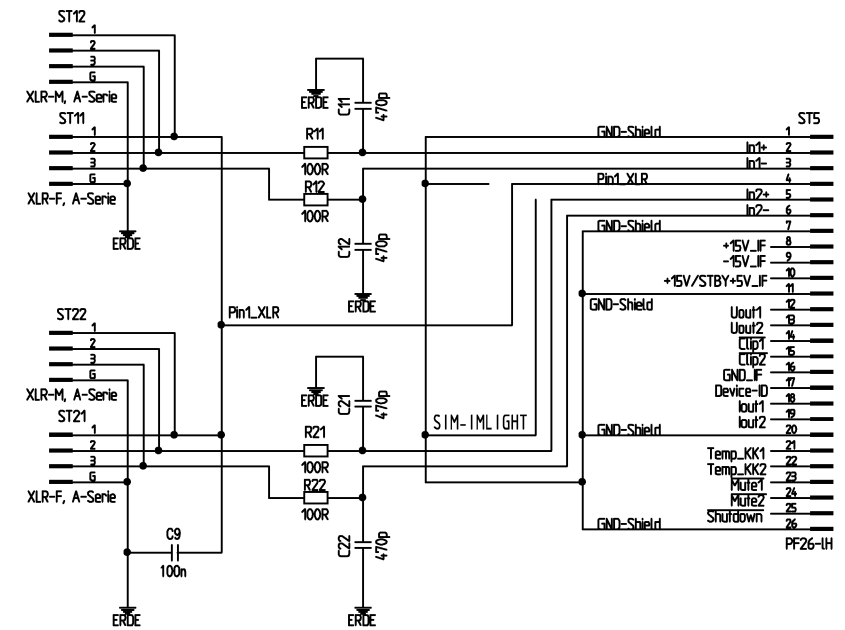 ST12
1
2
3
G
XLR-M, A-Serie
ST11
1
2
3
G
XLR-F, A-Serie
ERDE
ERDE
C11
470p
R11
100R
R12
100R
C12
470p
ERDE
Pin1_XLR
ST22
1
2
3
G
XLR-M, A-Serie
ST21
1
2
3
G
XLR-F, A-Serie
C9
100n
ERDE
ERDE
C21
470p
R21
100R
R22
100R
C22
470p
ERDE
SIM-IMLIGHT
ST5
GND-Shield 1
In1+ 2
In1- 3
Pin1_XLR 4
In2+ 5
In2- 6
GND-Shield 7
+15V_IF 8
-15V_IF 9
+15V/STBY+5V_IF 10
GND-Shield 11
Uout1 12
Uout2 13
Clip1 14
Clip2 15
GND_IF 16
Device-ID 17
Iout1 18
Iout2 19
GND-Shield 20
Temp_KK1 21
Temp_KK2 22
Mute1 23
Mute2 24
Shutdown 25
GND-Shield 26
PF26-LH